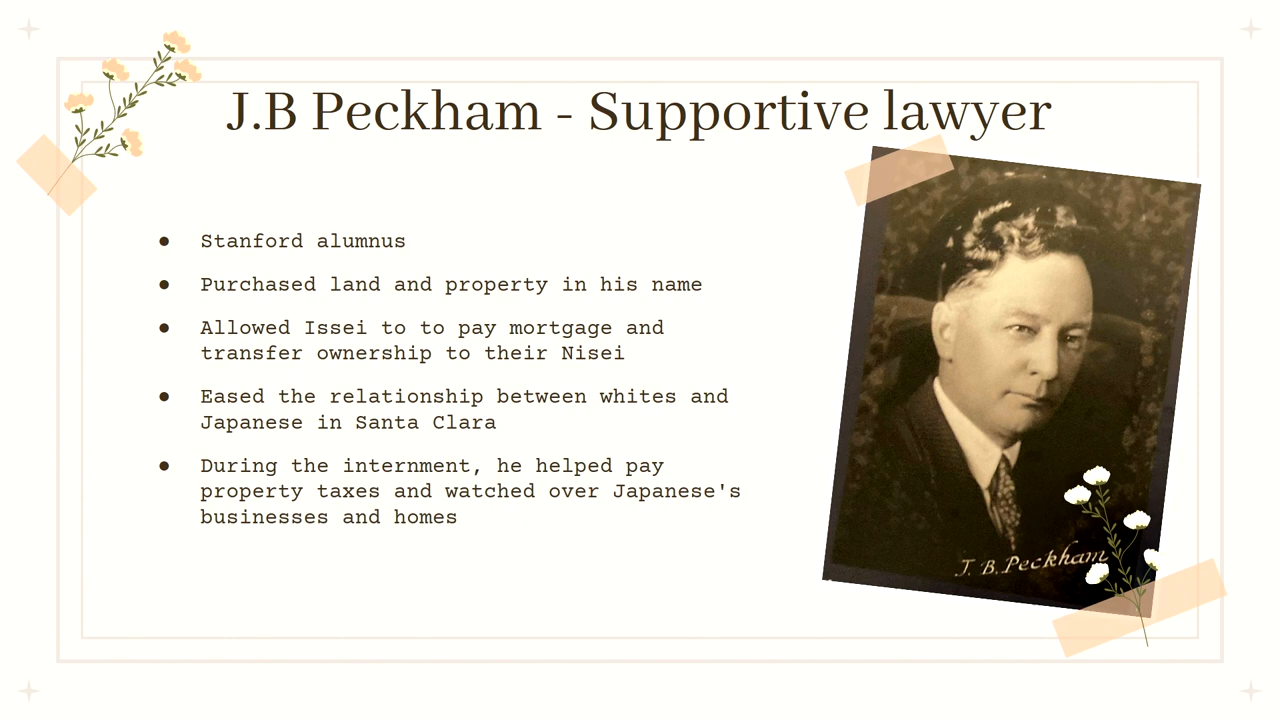 J.B Peckham - Supportive lawyer
● Stanford alumnus
● Purchased land and property in his name
● Allowed Issei to to pay mortgage and
transfer ownership to their Nisei
● Eased the relationship between whites and
Japanese in Santa Clara
● During the internment, he helped pay
property taxes and watched over Japanese's
businesses and homes
J. B. Peckham